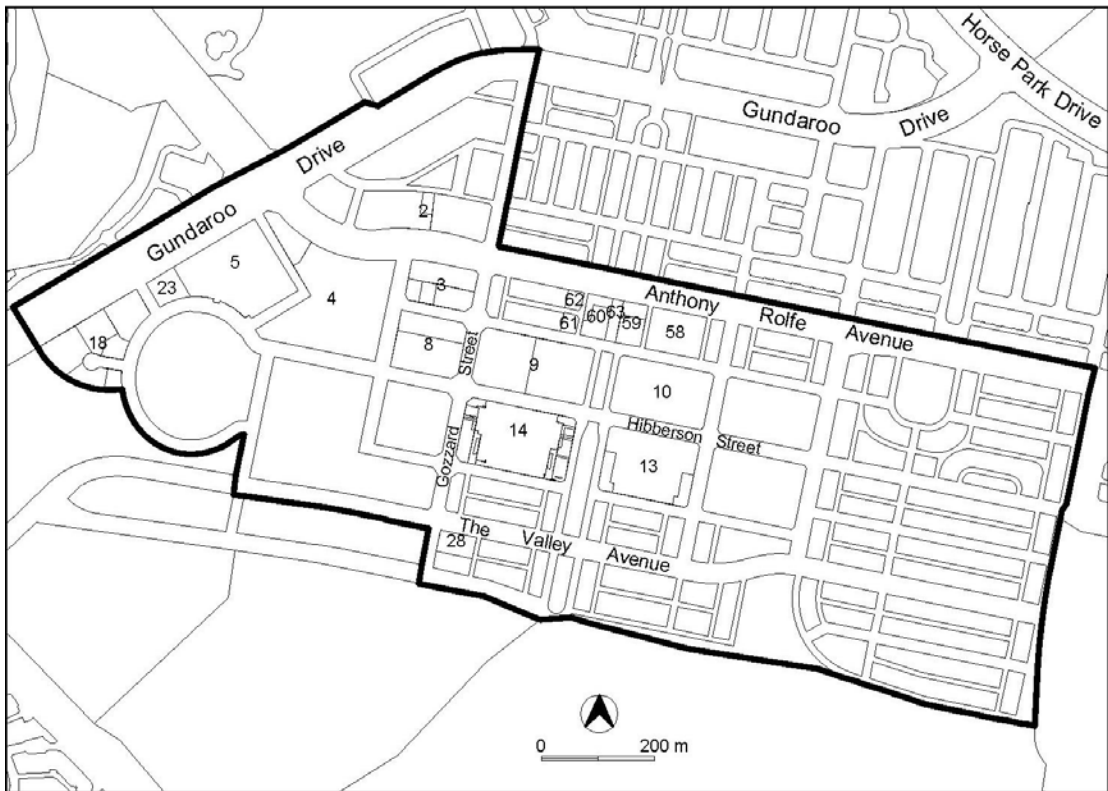 Horse Park Drive
Gundaroo Drive
Gundaroo Drive
2
5
23
4
3
18
62
61
60
63
59
58
Anthony Rolfe Avenue
8
Gozzard Street
9
10
14
Hibberson Street
13
28
The Valley Avenue
0 200 m